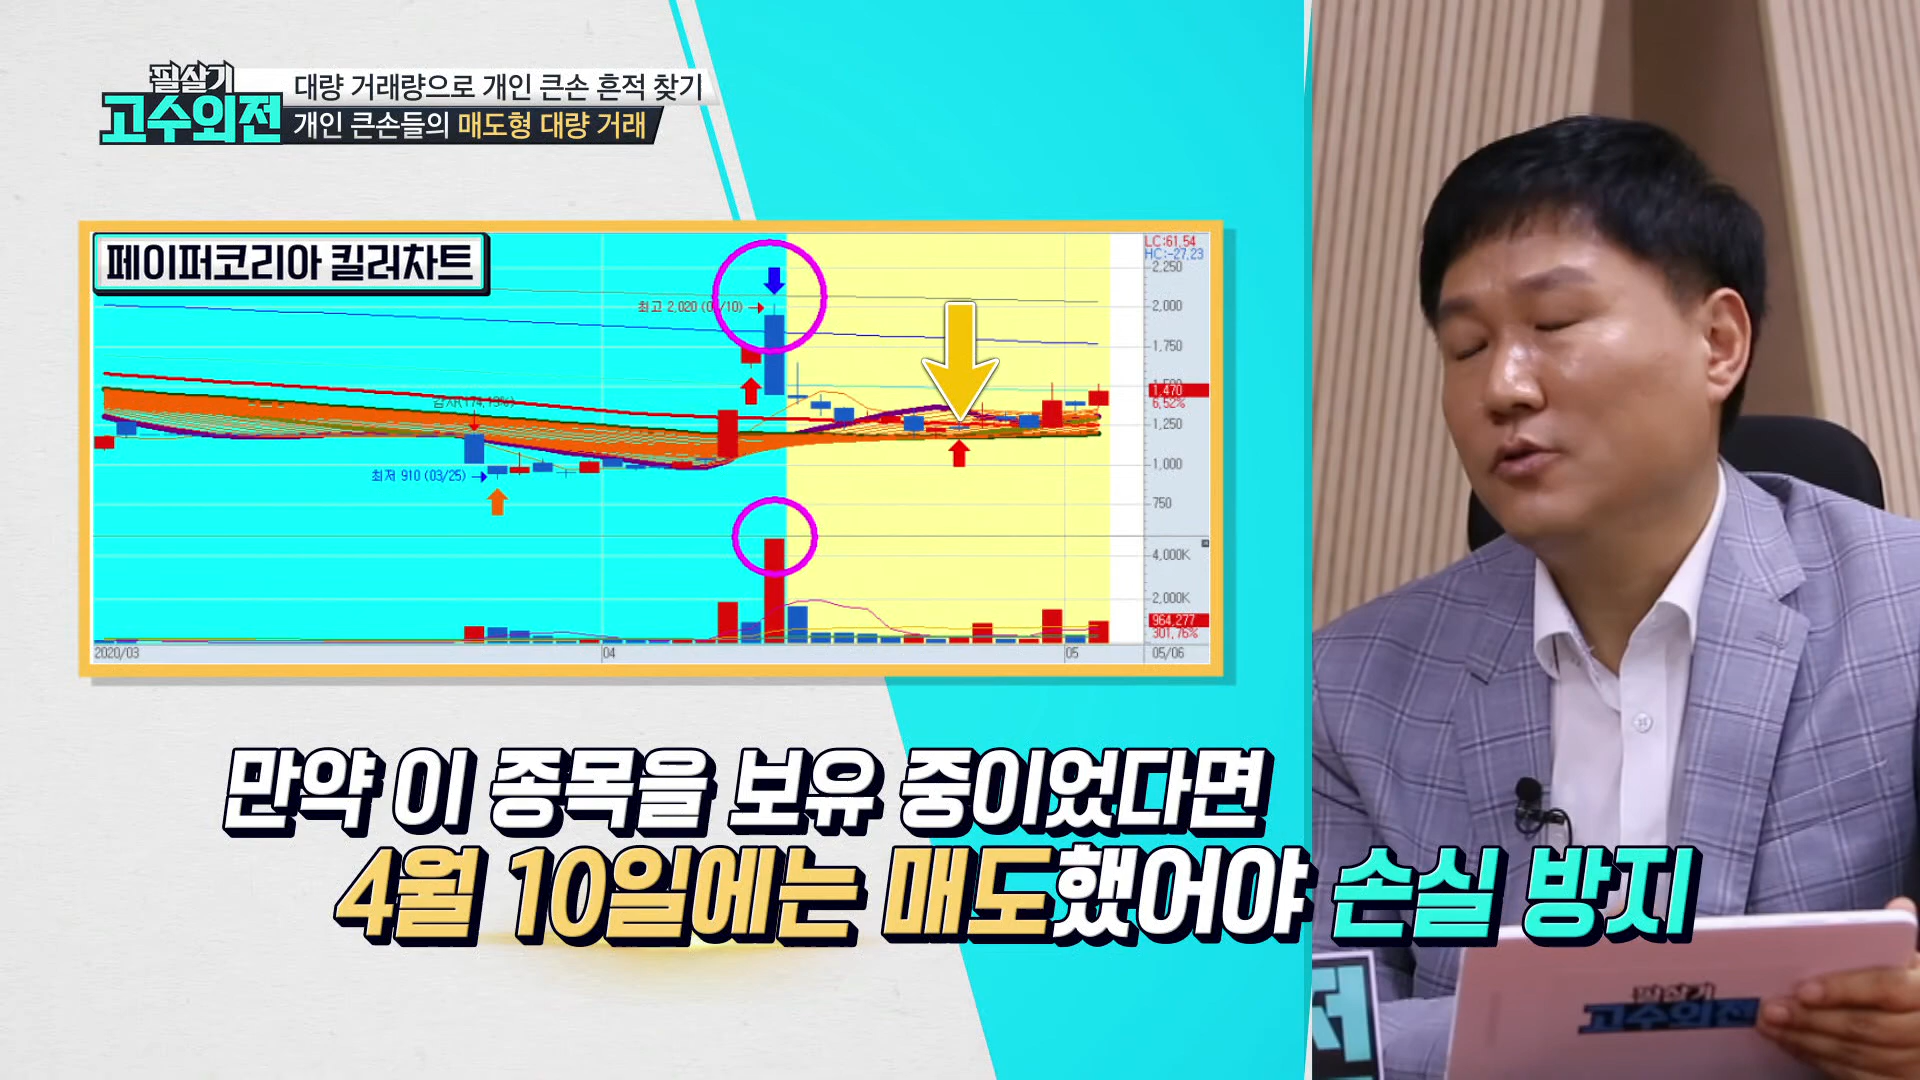 필살기
고수외전
대량 거래량으로 개인 큰손 흔적 찾기
개인 큰손들의 매도형 대량 거래
페이퍼코리아 킬러차트
LC:61,54
HC:-27,23
2,250
최고 2,020
2,000
1,750
1,470
6,52%
1,250
1,000
최저 910 (03/25)
750
4,000K
2,000K
964,277
301,76%
2020/03
04
05
05/06
만약 이 종목을 보유 중이었다면
4월 10일에는 매도했어야 손실 방지
필살기
고수외전